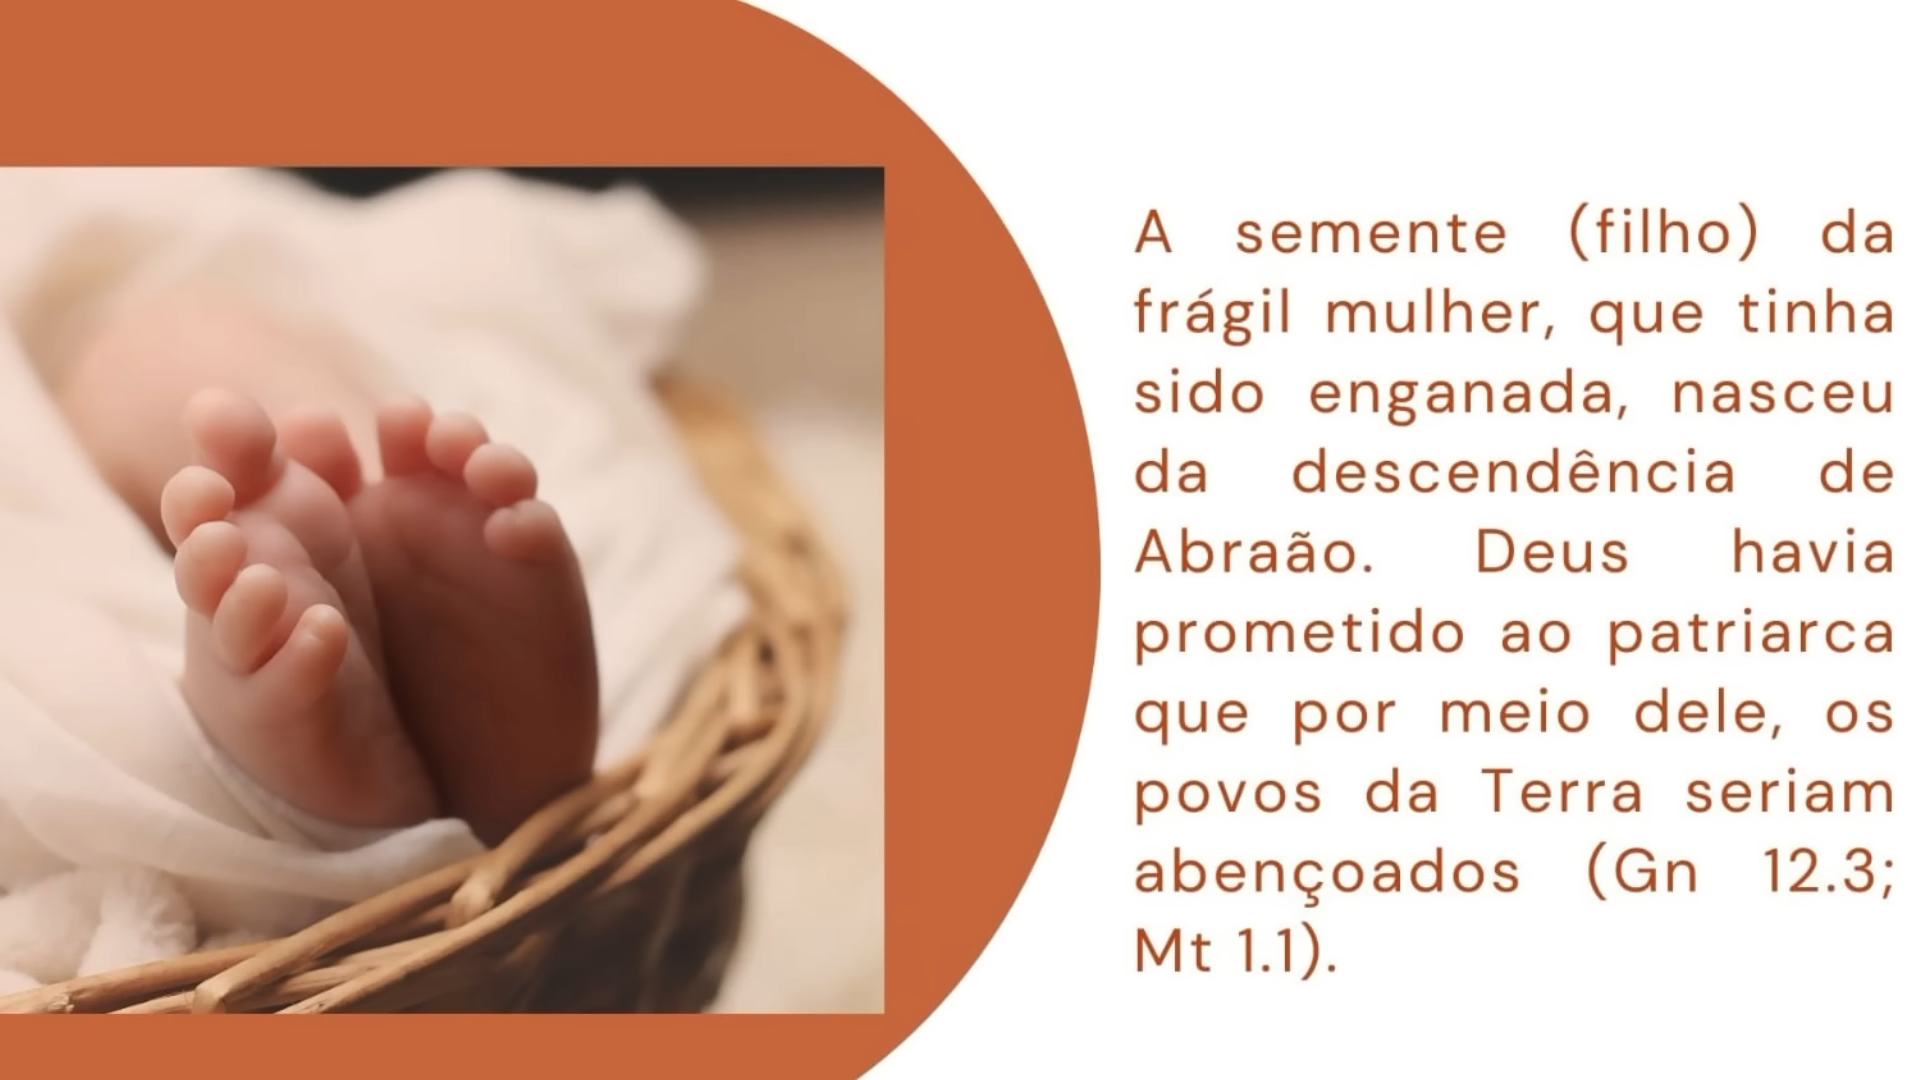 A semente (filho) da
frágil mulher, que tinha
sido enganada, nasceu
da descendência de
Abraão. Deus havia
prometido ao patriarca
que por meio dele, os
povos da Terra seriam
abençoados (Gn 12.3;
Mt 1.1).